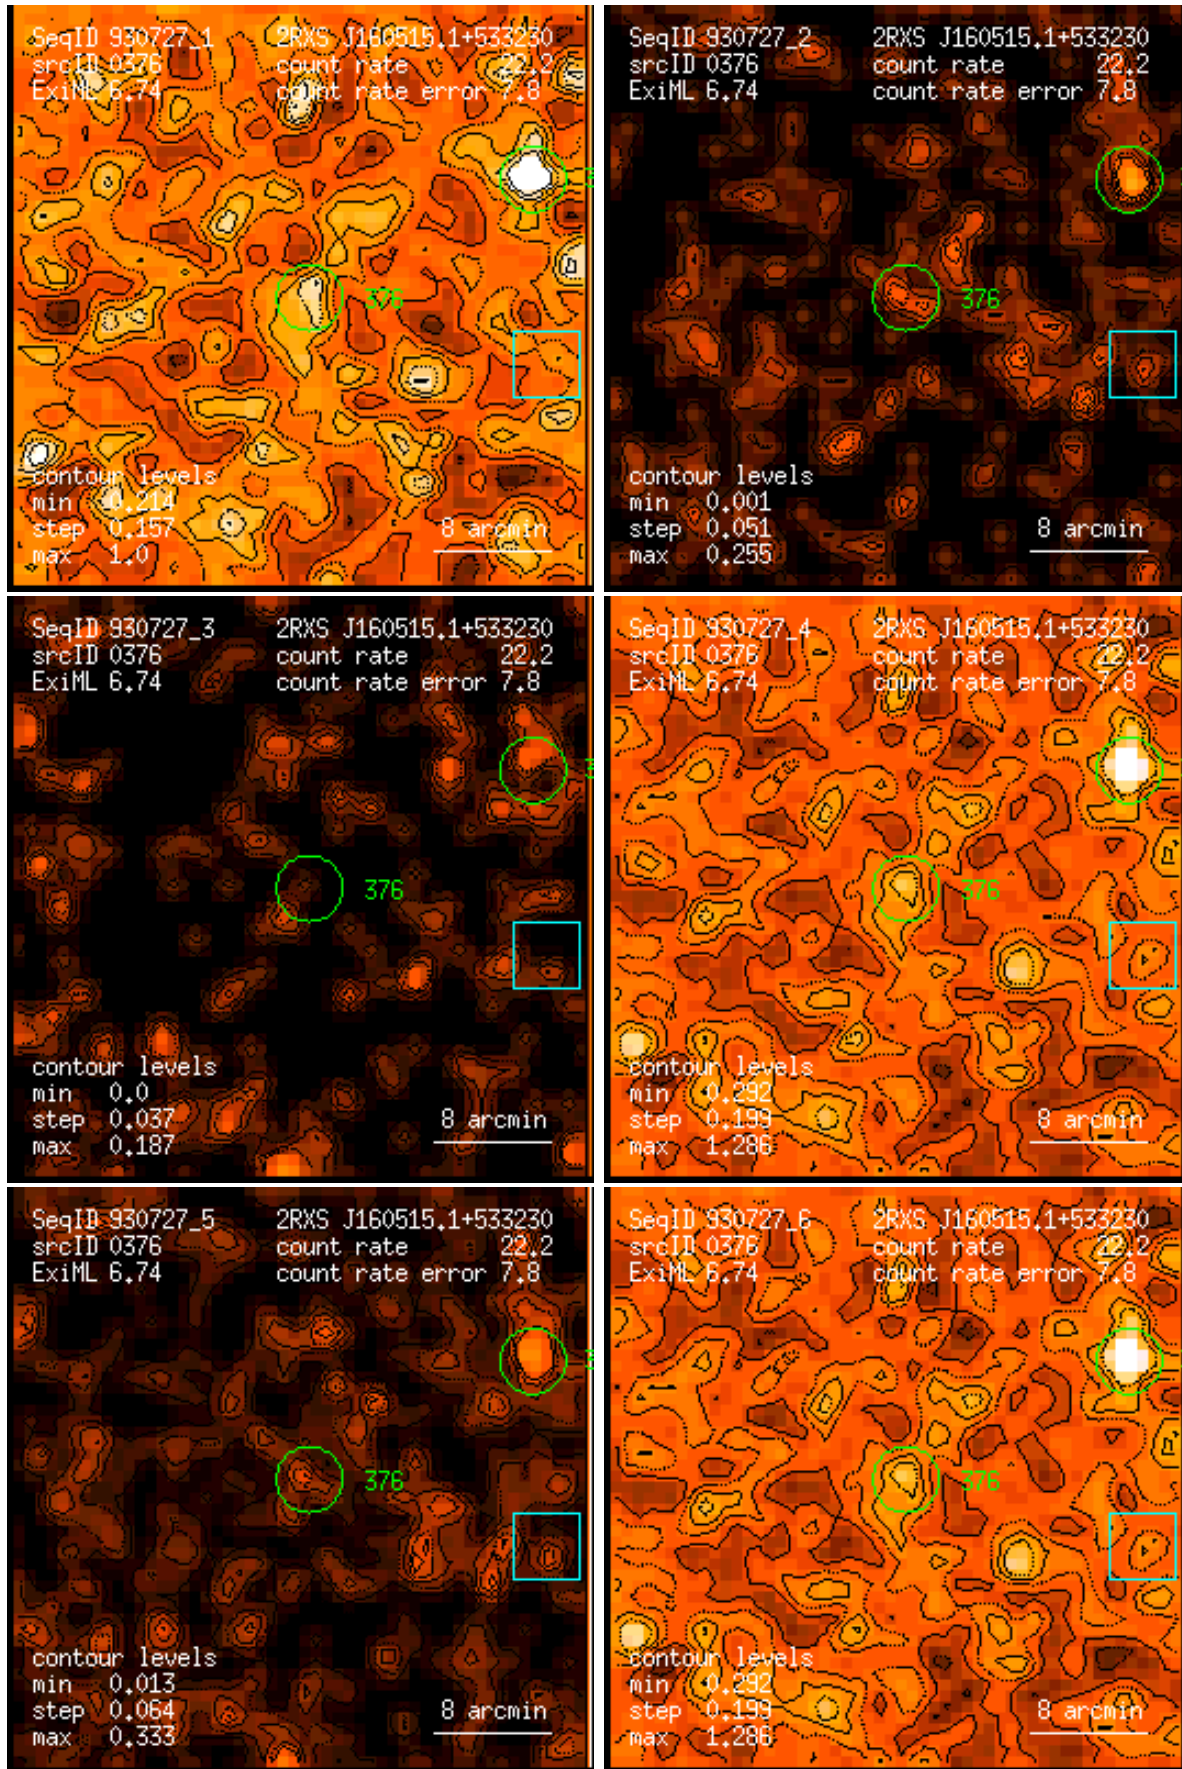 SeqID 930727_1 2RXS J160515.1+533230
srcID 0376 count rate 22.2
ExiML 6.74 count rate error 7.8
376
contour levels
min 0.214
step 0.157
max 1.0
8 arcmin
SeqID 930727_2 2RXS J160515.1+533230
srcID 0376 count rate 22.2
ExiML 6.74 count rate error 7.8
376
contour levels
min 0.001
step 0.051
max 0.255
8 arcmin
SeqID 930727_3 2RXS J160515.1+533230
srcID 0376 count rate 22.2
ExiML 6.74 count rate error 7.8
376
contour levels
min 0.0
step 0.037
max 0.187
8 arcmin
SeqID 930727_4 2RXS J160515.1+533230
srcID 0376 count rate 22.2
ExiML 6.74 count rate error 7.8
376
contour levels
min 0.292
step 0.199
max 1.286
8 arcmin
SeqID 930727_5 2RXS J160515.1+533230
srcID 0376 count rate 22.2
ExiML 6.74 count rate error 7.8
376
contour levels
min 0.013
step 0.064
max 0.333
8 arcmin
SeqID 930727_6 2RXS J160515.1+533230
srcID 0376 count rate 22.2
ExiML 6.74 count rate error 7.8
376
contour levels
min 0.292
step 0.199
max 1.286
8 arcmin